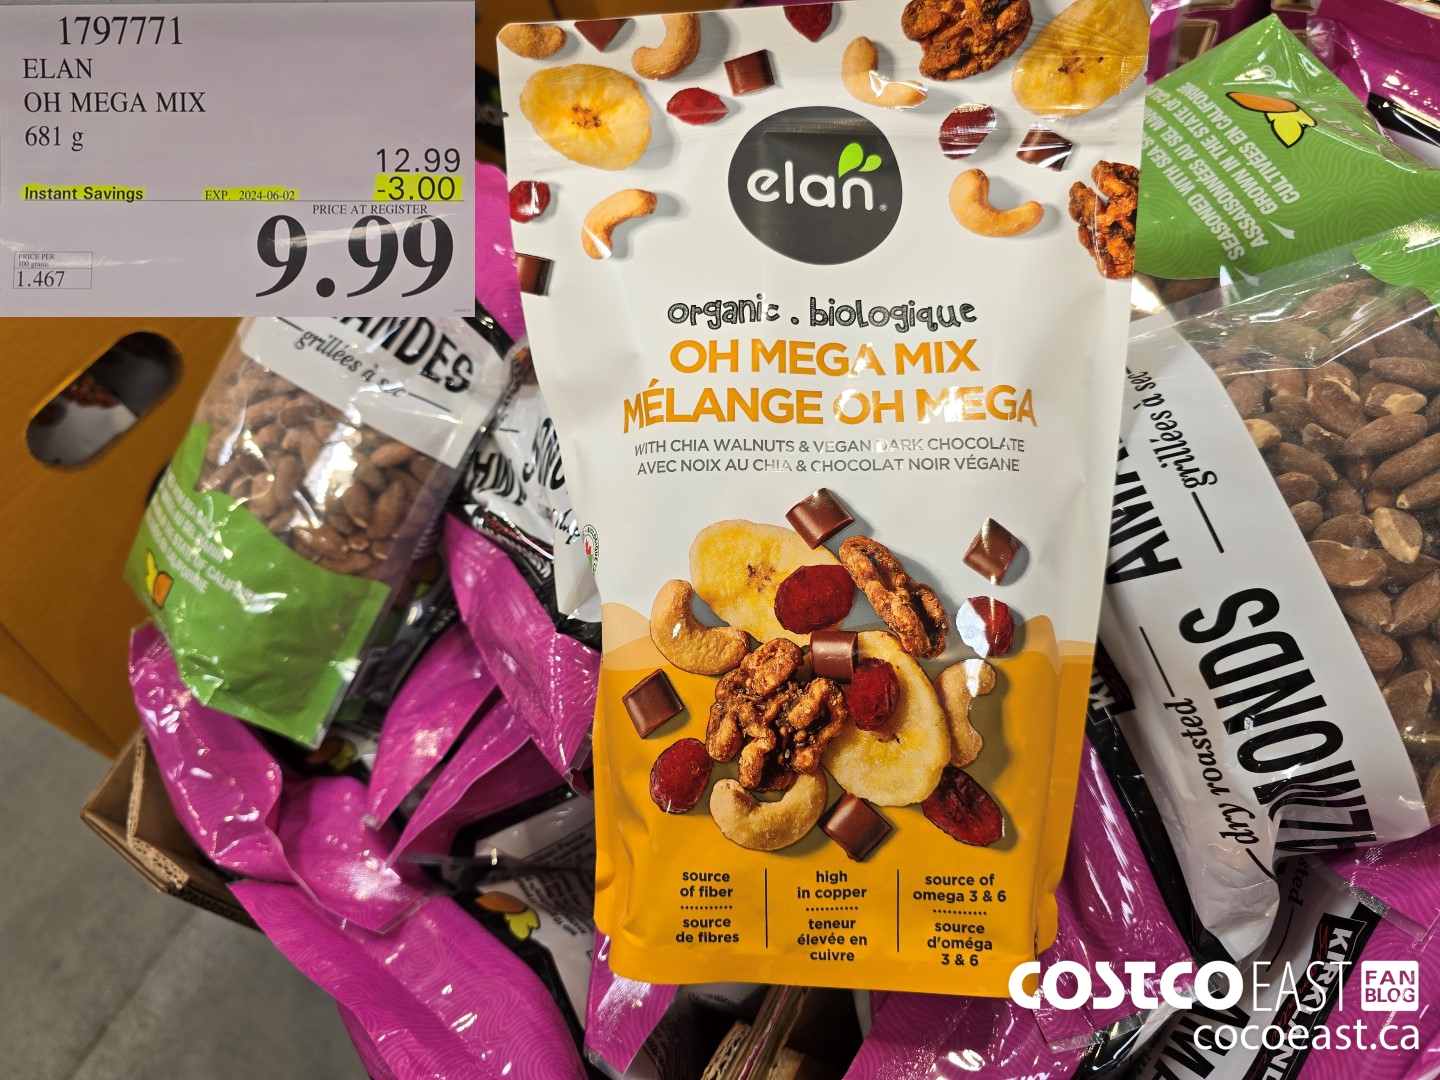 1797771
ELAN
OH MEGA MIX
681 g
12.99
Instant Savings
EXP. 2024-06-02
-3.00
PRICE AT REGISTER
9.99
PRICE PER
100 grams
1.467
elan
organic . biologique
OH MEGA MIX
MÉLANGE OH MEGA
WITH CHIA WALNUTS & VEGAN DARK CHOCOLATE
AVEC NOIX AU CHIA & CHOCOLAT NOIR VÉGANE
source
of fiber
source
de fibres
high
in copper
teneur
élevée en
cuivre
source of
omega 3 & 6
source
d'oméga
3 & 6
grillées à sec
grillées à sec
dry roasted
ALMONDS
SEASONED WITH SEA
ASSAISONNÉES AU SEL
GROWN IN THE STATE OF
CULTIVÉES EN CALIFORNIE
COSTCO EAST FAN
BLOG
cocoeast.ca